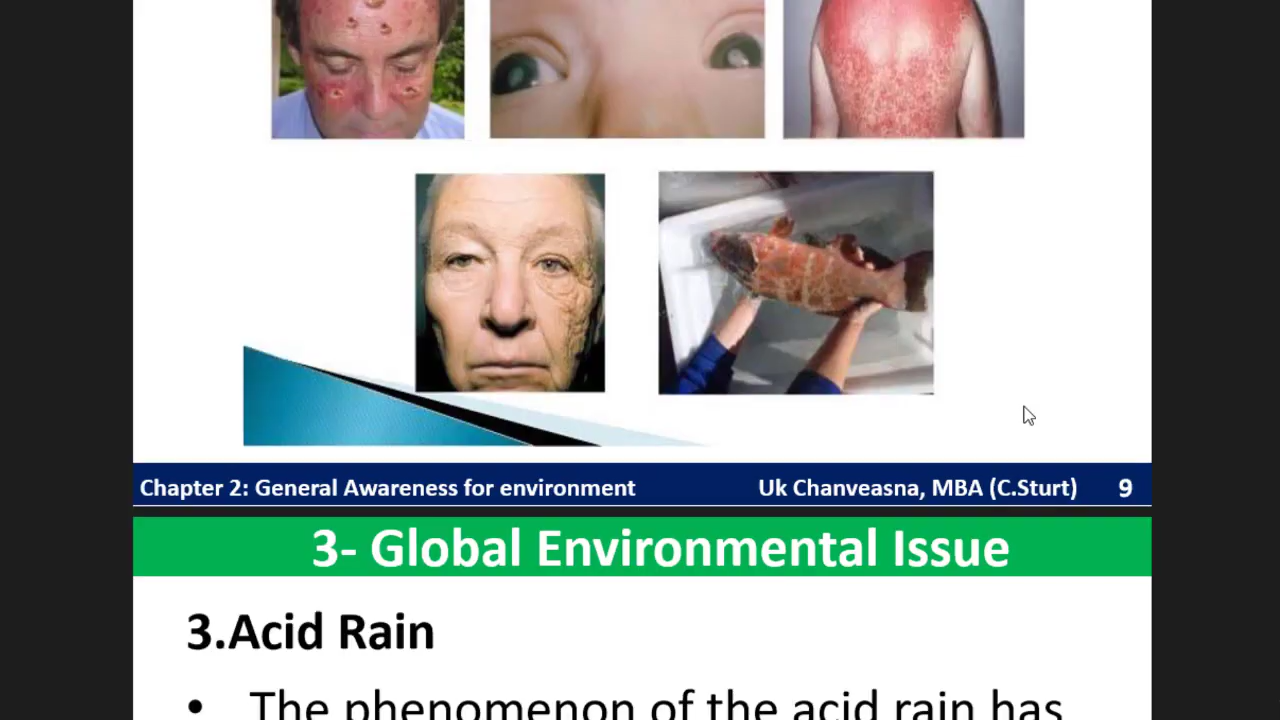 Chapter 2: General Awareness for environment Uk Chanveasna, MBA (C.Sturt) 9
3- Global Environmental Issue
3.Acid Rain
• The phenomenon of the acid rain has